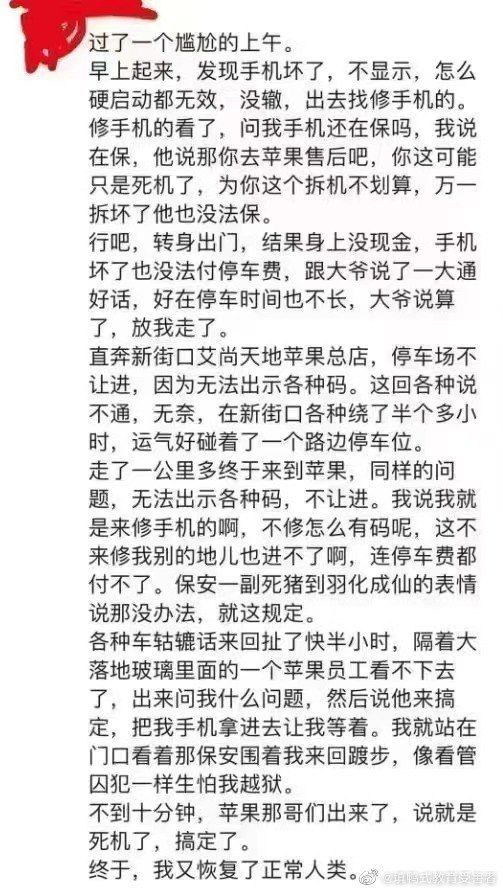 过了一个尴尬的上午。
早上起来，发现手机坏了，不显示，怎么
硬启动都无效，没辙，出去找修手机的。
修手机的看了，问我手机还在保吗，我说
在保，他说那你去苹果售后吧，你这可能
只是死机了，为你这个拆机不划算，万一
拆坏了他也没法保。
行吧，转身出门，结果身上没现金，手机
坏了也没法付停车费，跟大爷说了一大通
好话，好在停车时间也不长，大爷说算
了，放我走了。
直奔新街口艾尚天地苹果总店，停车场不
让进，因为无法出示各种码。这回各种说
不通，无奈，在新街口各种绕了半个多小
时，运气好碰着了一个路边停车位。
走了一公里多终于来到苹果，同样的问
题，无法出示各种码，不让进。我说我就
是来修手机的啊，不修怎么有码呢，这不
来修我别的地儿也进不了啊，连停车费都
付不了。保安一副死猪到羽化成仙的表情
说那没办法，就这规定。
各种车轱辘话来回扯了快半小时，隔着大
落地玻璃里面的一个苹果员工看不下去
了，出来问我什么问题，然后说他来搞
定，把我手机拿进去让我等着。我就站在
门口看着那保安围着我来回踱步，像看管
囚犯一样生怕我越狱。
不到十分钟，苹果那哥们出来了，说就是
死机了，搞定了。
终于，我又恢复了正常人类。